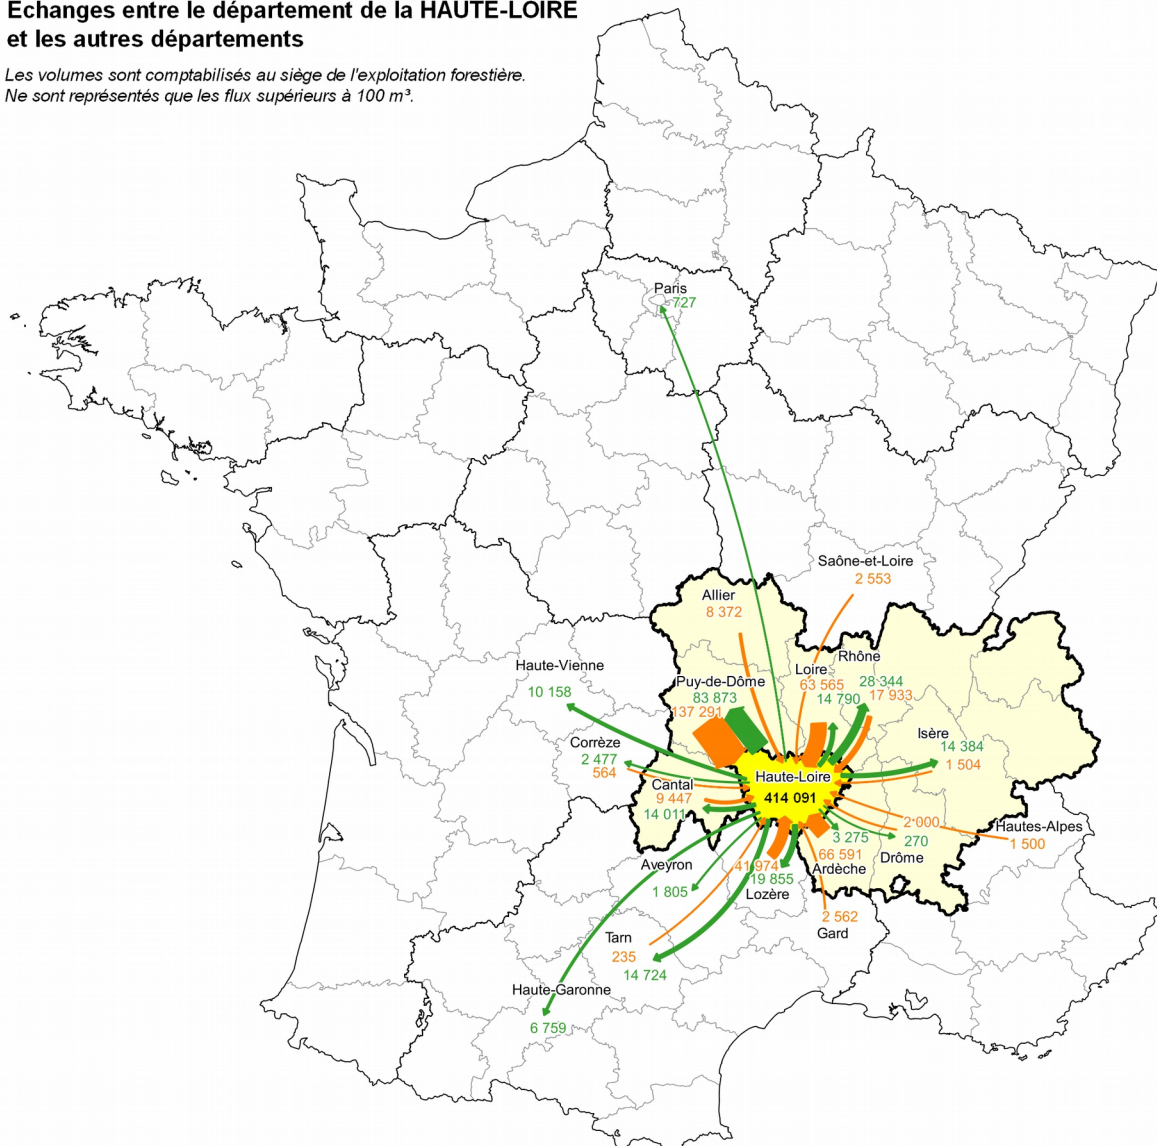 Echanges entre le département de la HAUTE-LOIRE
et les autres départements
Les volumes sont comptabilisés au siège de l'exploitation forestière.
Ne sont représentés que les flux supérieurs à 100 m³.
Paris
727
Saône-et-Loire
2 553
Allier
8 372
Rhône
28 344
17 933
Loire
63 565
14 790
Puy-de-Dôme
83 873
137 291
Haute-Vienne
10 158
Isère
14 384
1 504
Corrèze
2 477
564
Haute-Loire
414 091
Cantal
9 447
14 011
2 000
Hautes-Alpes
1 500
3 275
270
Drôme
66 591
Ardèche
41 974
19 855
Lozère
Aveyron
1 805
2 562
Gard
Tarn
235
14 724
Haute-Garonne
6 759